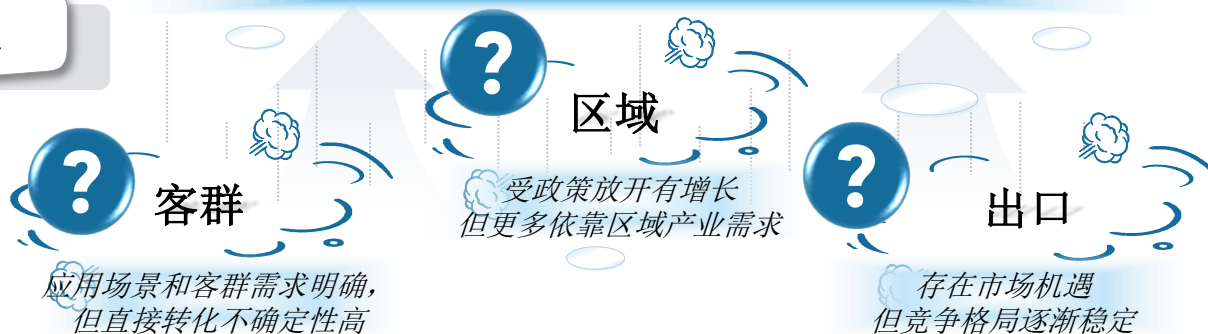 ?
客群
应用场景和客群需求明确，
但直接转化不确定性高
?
区域
受政策放开有增长
但更多依靠区域产业需求
?
出口
存在市场机遇
但竞争格局逐渐稳定